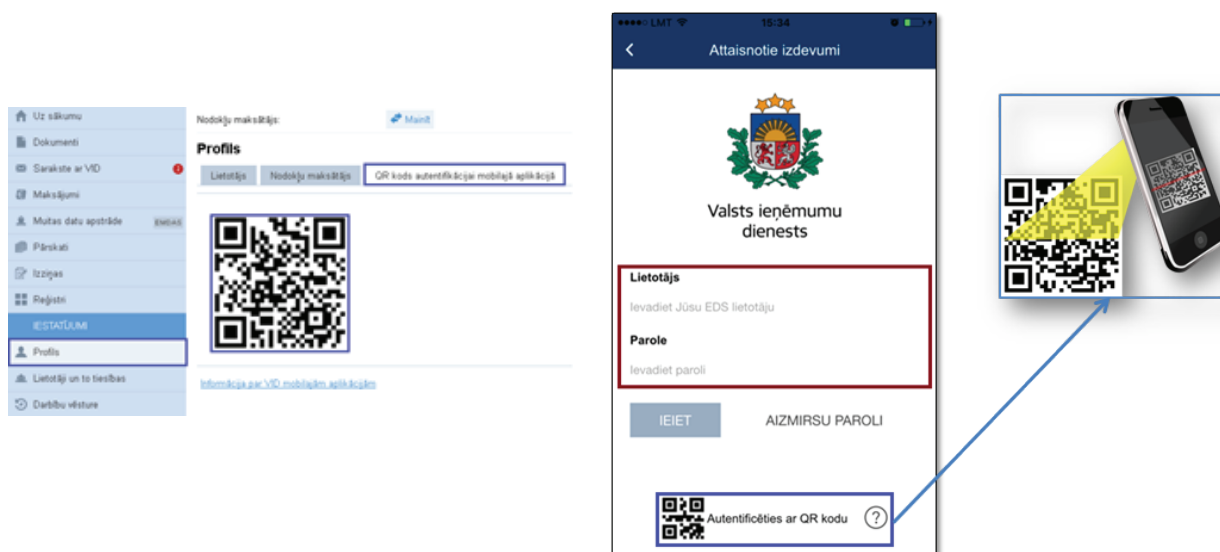 Uz sākumu
Dokumenti
Sarakste ar VID
Maksājumi
Muitas datu apstrāde EMDAS
Pārskati
Izziņas
Reģistri
IESTATĪJUMI
Profils
Lietotāji un to tiesības
Darbību vēsture
Nodokļu maksātājs: Mainīt
Profils
Lietotājs Nodokļu maksātājs QR kods autentifikācijai mobilajā aplikācijā
Informācija par VID mobilajām aplikācijām
LMT 15:34
Attaisnotie izdevumi
Valsts ieņēmumu
dienests
Lietotājs
Ievadiet Jūsu EDS lietotāju
Parole
Ievadiet paroli
IEIET AIZMIRSU PAROLI
Autentificēties ar QR kodu ?